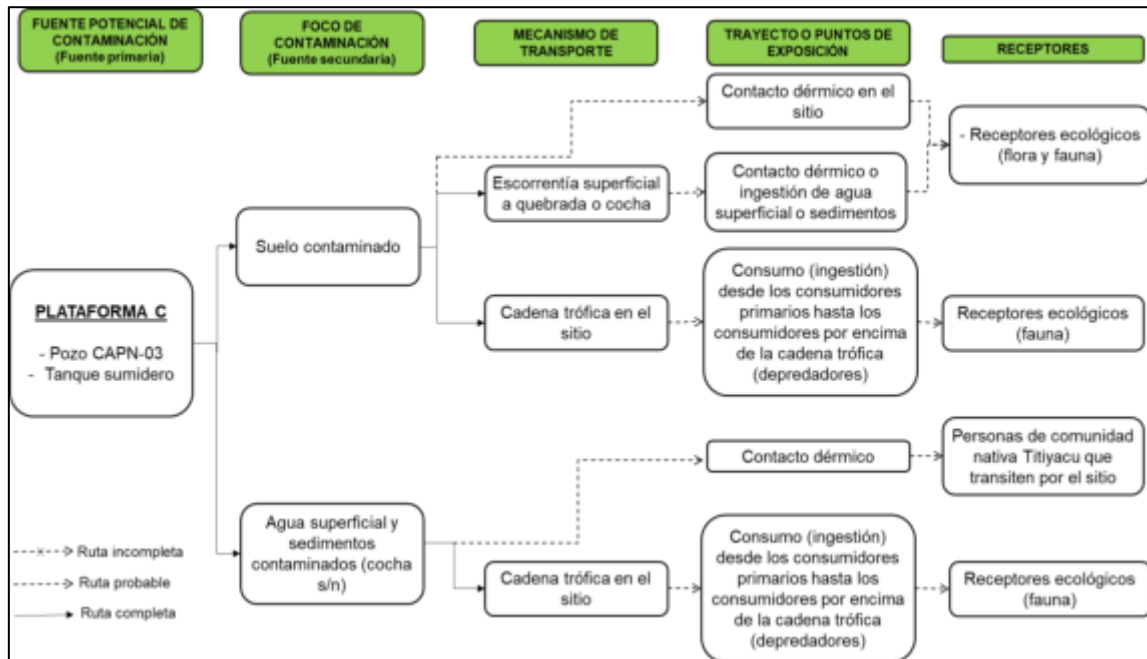 FUENTE POTENCIAL DE
CONTAMINACIÓN
(Fuente primaria)
FOCO DE
CONTAMINACIÓN
(Fuente secundaria)
MECANISMO DE
TRANSPORTE
TRAYECTO O PUNTOS DE
EXPOSICIÓN
RECEPTORES
PLATAFORMA C
- Pozo CAPN-03
- Tanque sumidero
Suelo contaminado
Agua superficial y
sedimentos
contaminados (cocha
s/n)
Escorrentía superficial
a quebrada o cocha
Cadena trófica en el
sitio
Cadena trófica en el
sitio
Contacto dérmico en el
sitio
Contacto dérmico o
ingestión de agua
superficial o sedimentos
Consumo (ingestión)
desde los consumidores
primarios hasta los
consumidores por encima
de la cadena trófica
(depredadores)
Contacto dérmico
Consumo (ingestión)
desde los consumidores
primarios hasta los
consumidores por encima
de la cadena trófica
(depredadores)
- Receptores ecológicos
(flora y fauna)
Receptores ecológicos
(fauna)
Personas de comunidad
nativa Titiyacu que
transiten por el sitio
Receptores ecológicos
(fauna)
Ruta incompleta
Ruta probable
Ruta completa